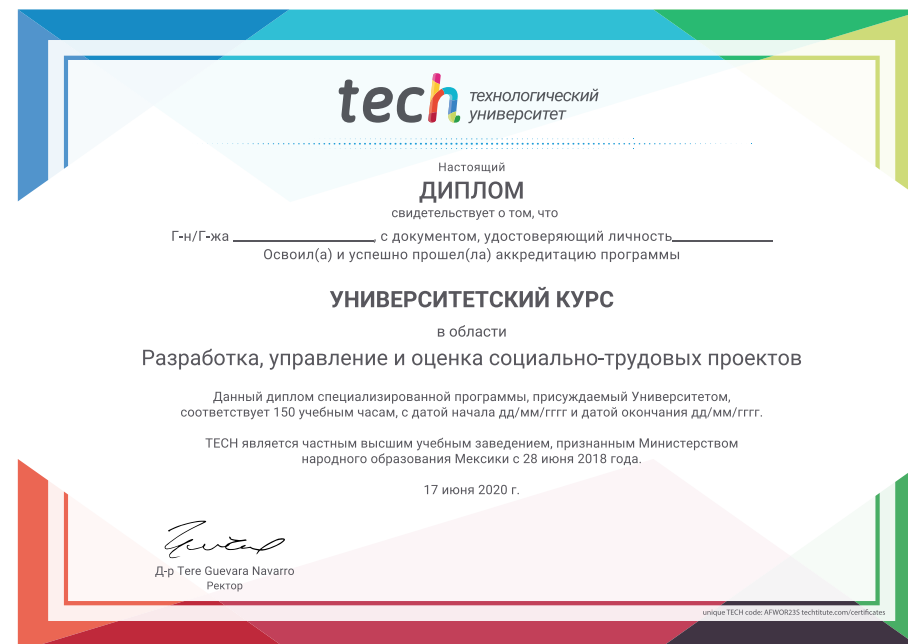 tech технологический
университет
Настоящий
ДИПЛОМ
свидетельствует о том, что
Г-н/Г-жа ____________________, с документом, удостоверяющий личность______________
Освоил(а) и успешно прошел(ла) аккредитацию программы
УНИВЕРСИТЕТСКИЙ КУРС
в области
Разработка, управление и оценка социально-трудовых проектов
Данный диплом специализированной программы, присуждаемый Университетом,
соответствует 150 учебным часам, с датой начала дд/мм/гггг и датой окончания дд/мм/гггг.
TECH является частным высшим учебным заведением, признанным Министерством
народного образования Мексики с 28 июня 2018 года.
17 июня 2020 г.
Д-р Tere Guevara Navarro
Ректор
unique TECH code: AFWOR23S techtitute.com/certificates